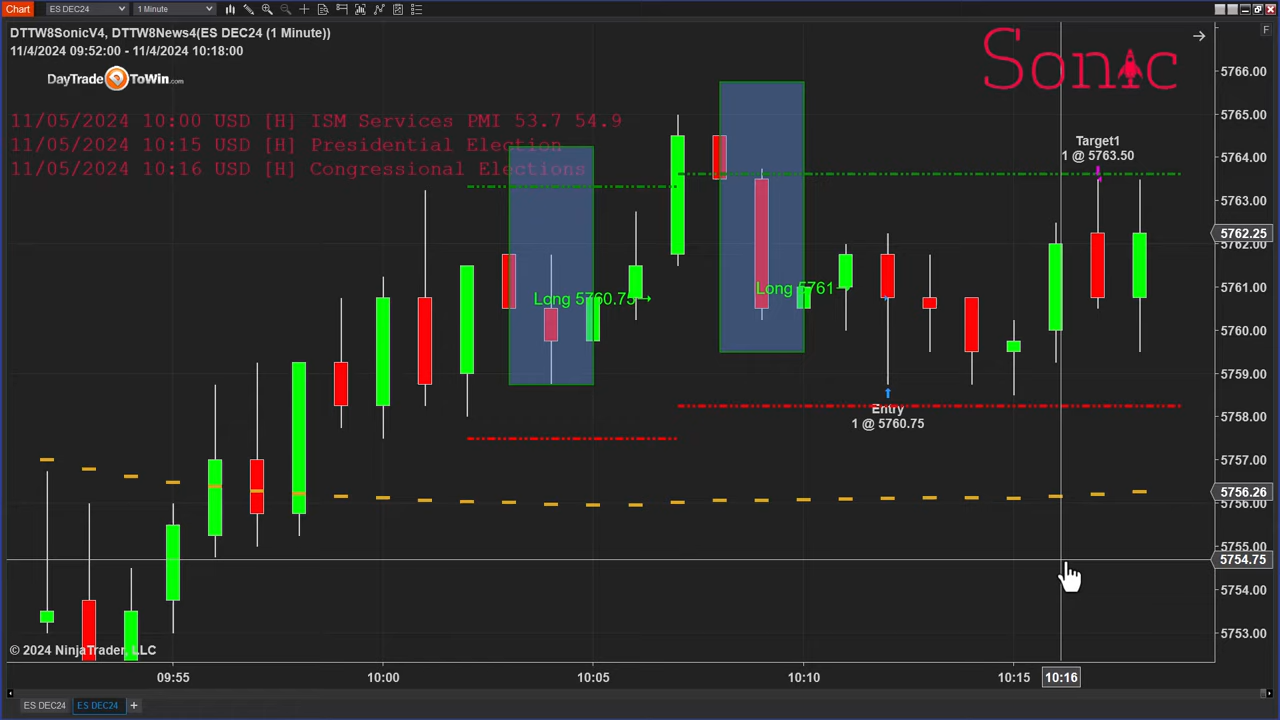 Chart ES DEC24 1 Minute
DTTW8SonicV4, DTTW8News4(ES DEC24 (1 Minute))
11/4/2024 09:52:00 - 11/4/2024 10:18:00
F
Sonic
DayTradeToWin.com
11/05/2024 10:00 USD [H] ISM Services PMI 53.7 54.9
11/05/2024 10:15 USD [H] Presidential Election
11/05/2024 10:16 USD [H] Congressional Elections
Target1
1 @ 5763.50
Long 5760.75
Long 5761
Entry
1 @ 5760.75
5766.00
5765.00
5764.00
5763.00
5762.25
5762.00
5761.00
5760.00
5759.00
5758.00
5757.00
5756.26
5756.00
5755.00
5754.75
5754.00
5753.00
© 2024 NinjaTrader, LLC
09:55 10:00 10:05 10:10 10:15 10:16
ES DEC24 ES DEC24 +